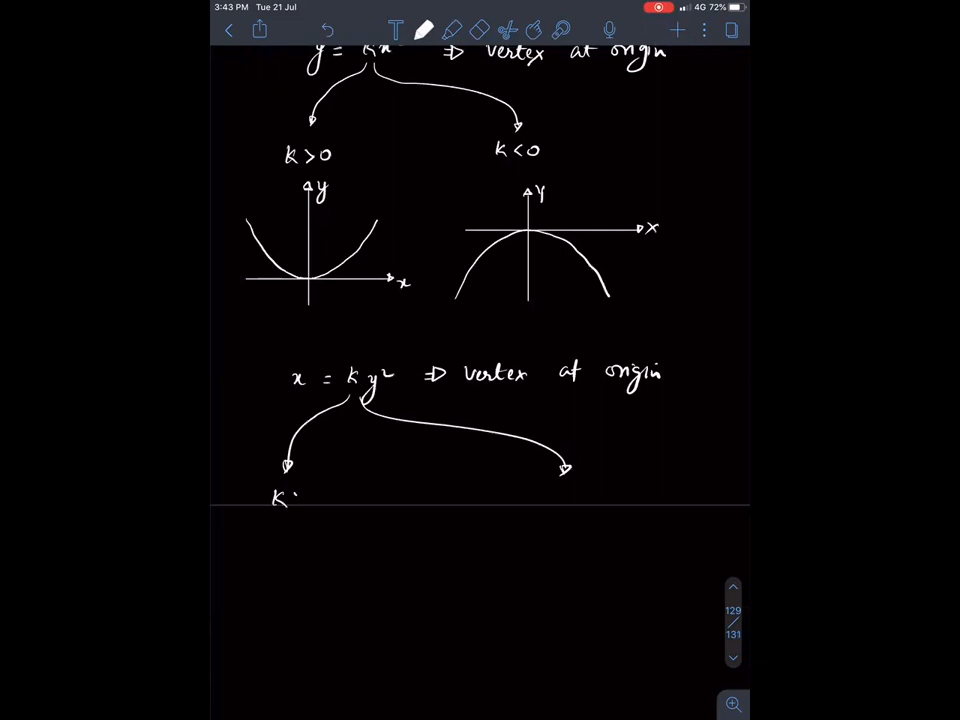 3:43 PM Tue 21 Jul 4G 72%
y = Kx ⇒ vertex at origin
K > 0 K < 0
y y
x
x
x = Ky² ⇒ vertex at origin
K
129
131